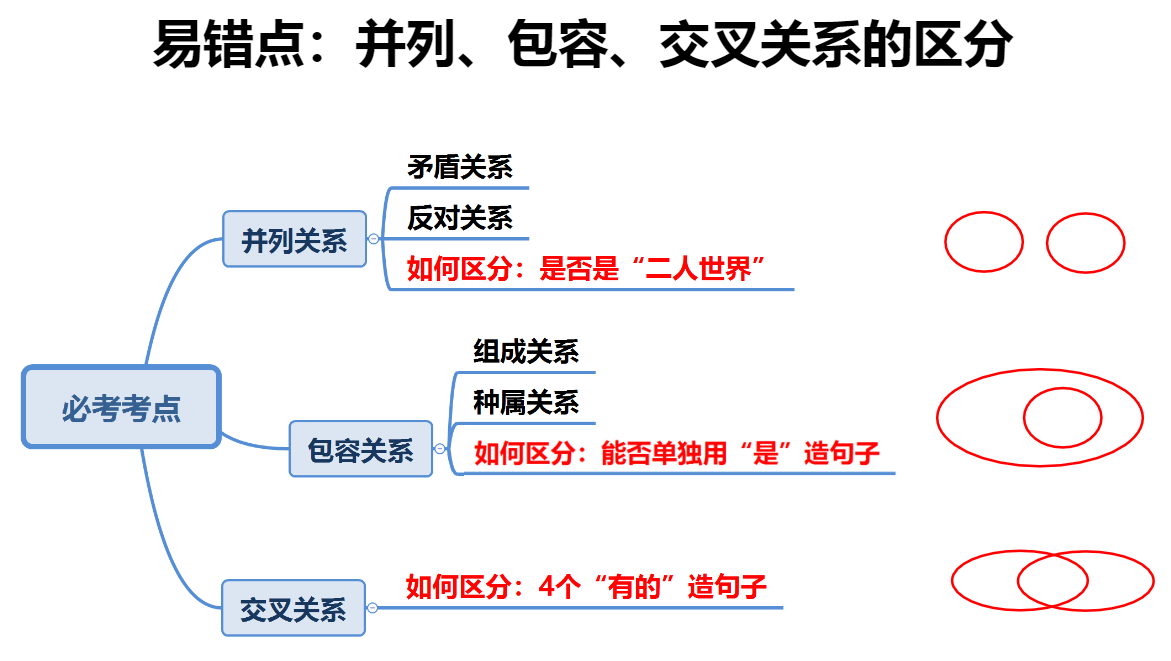 易错点：并列、包容、交叉关系的区分
矛盾关系
反对关系
并列关系
如何区分：是否是“二人世界”
组成关系
种属关系
必考考点
包容关系
如何区分：能否单独用“是”造句子
如何区分：4个“有的”造句子
交叉关系